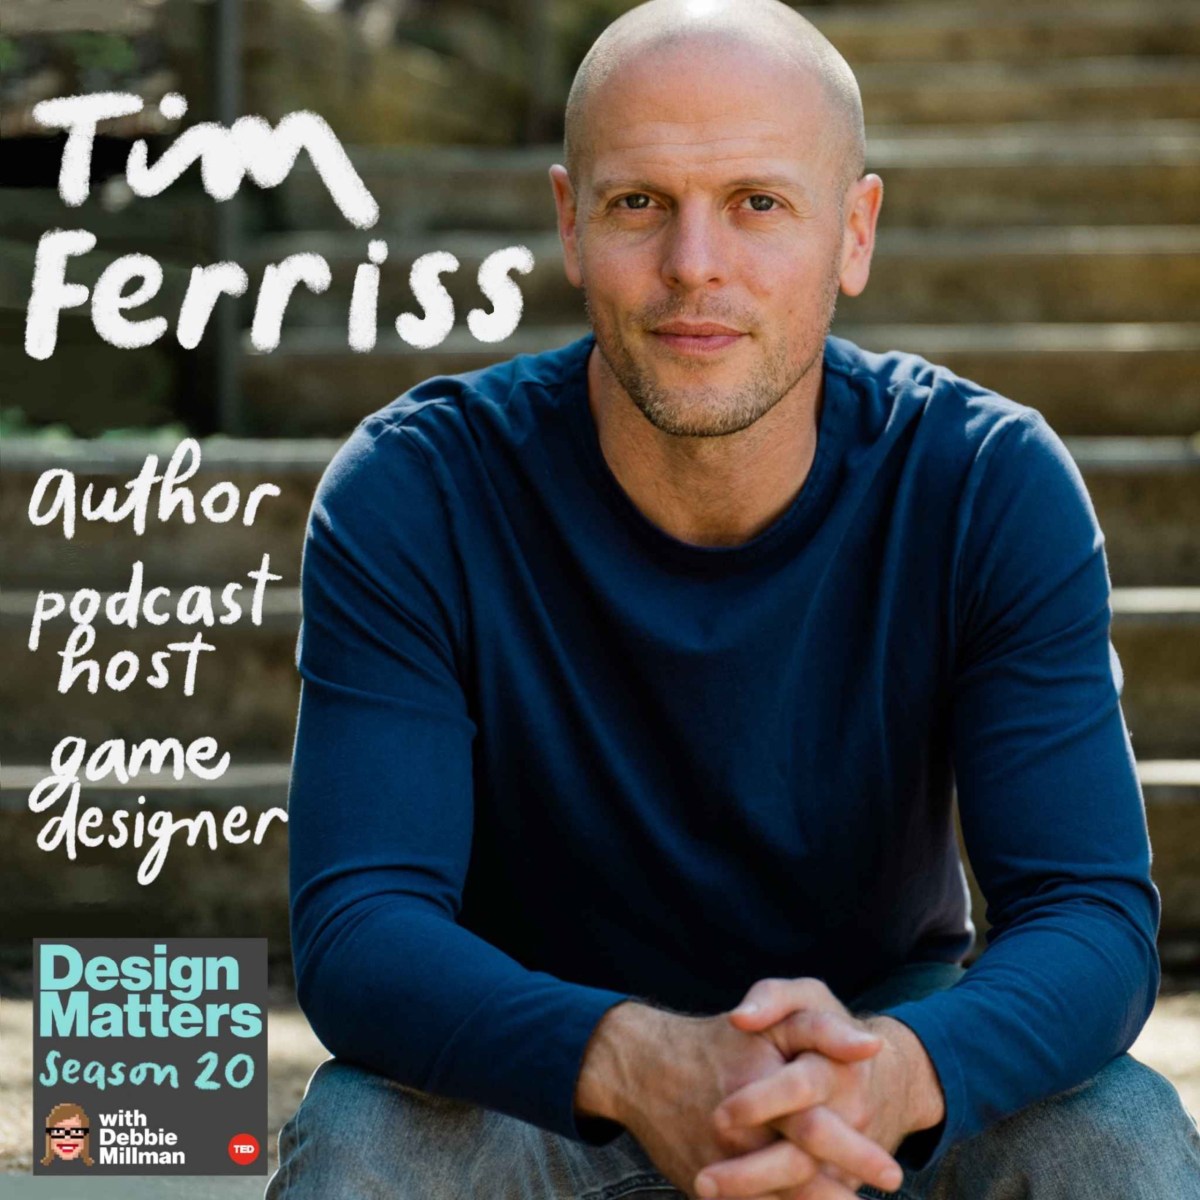 Tim
Ferriss
author
podcast
host
game
designer
Design
Matters
Season 20
with
Debbie
Millman
TED